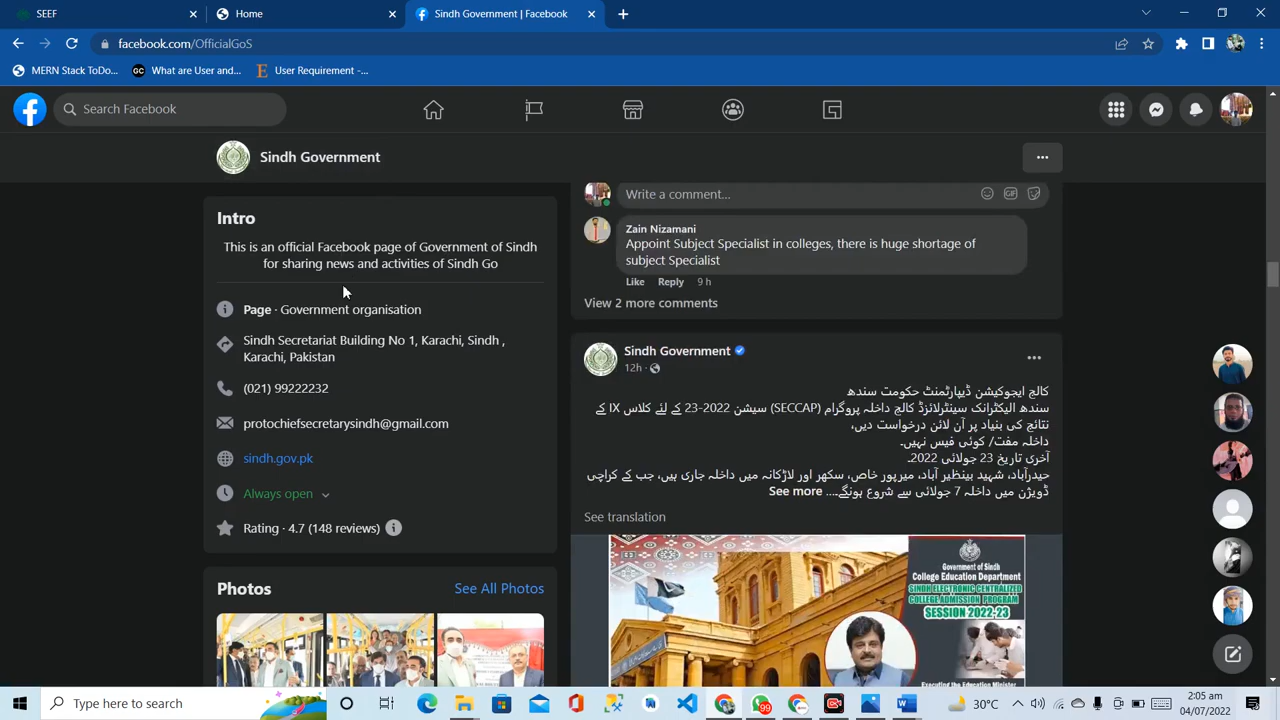 SEEF
Home
Sindh Government | Facebook
facebook.com/OfficialGoS
MERN Stack ToDo...
GC
What are User and...
E
User Requirement -...
Search Facebook
Sindh Government
Intro
This is an official Facebook page of Government of Sindh
for sharing news and activities of Sindh Go
Page · Government organisation
Sindh Secretariat Building No 1, Karachi, Sindh ,
Karachi, Pakistan
(021) 99222232
protochiefsecretarysindh@gmail.com
sindh.gov.pk
Always open
Rating · 4.7 (148 reviews)
Photos
See All Photos
Write a comment...
GIF
Zain Nizamani
Appoint Subject Specialist in colleges, there is huge shortage of
subject Specialist
Like Reply 9 h
View 2 more comments
Sindh Government
12h ·
کالج ایجوکیشن ڈیپارٹمنٹ حکومت سندھ
سندھ الیکٹرانک سینٹرلائزڈ کالج داخلہ پروگرام (SECCAP) سیشن 2022-23 کے لئے کلاس IX کے
نتائج کی بنیاد پر آن لائن درخواست دیں،
داخلہ مفت/ کوئی فیس نہیں۔
آخری تاریخ 23 جولائی 2022۔
حیدرآباد، شہید بینظیر آباد، میرپور خاص، سکھر اور لاڑکانہ میں داخلہ جاری ہیں، جب کے کراچی
ڈویژن میں داخلہ 7 جولائی سے شروع ہونگے۔... See more
See translation
Government of Sindh
College Education Department
SINDH ELECTRONIC CENTRALIZED
COLLEGE ADMISSION PROGRAM
SESSION 2022-23
Executing the Education Minister
Type here to search
99
30°C
2:05 am
04/07/2022